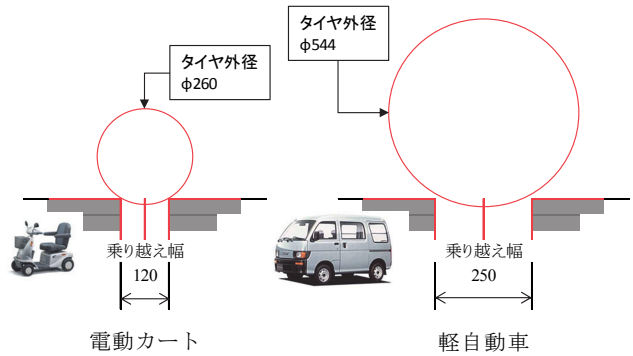 タイヤ外径
φ260
タイヤ外径
φ544
乗り越え幅
120
乗り越え幅
250
電動カート
軽自動車